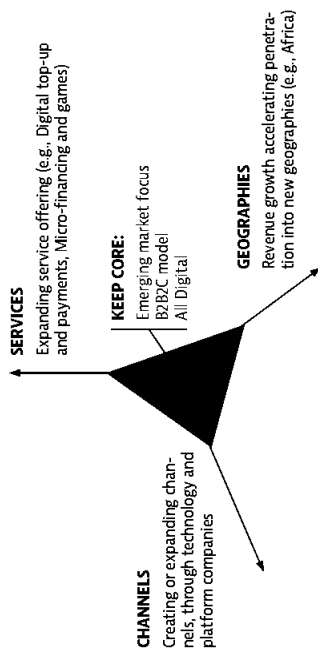 SERVICES
Expanding service offering (e.g., Digital top-up
and payments, Micro-financing and games)
KEEP CORE:
Emerging market focus
B2B2C model
All Digital
GEOGRAPHIES
Revenue growth accelerating penetra-
tion into new geographies (e.g., Africa)
CHANNELS
Creating or expanding chan-
nels, through technology and
platform companies